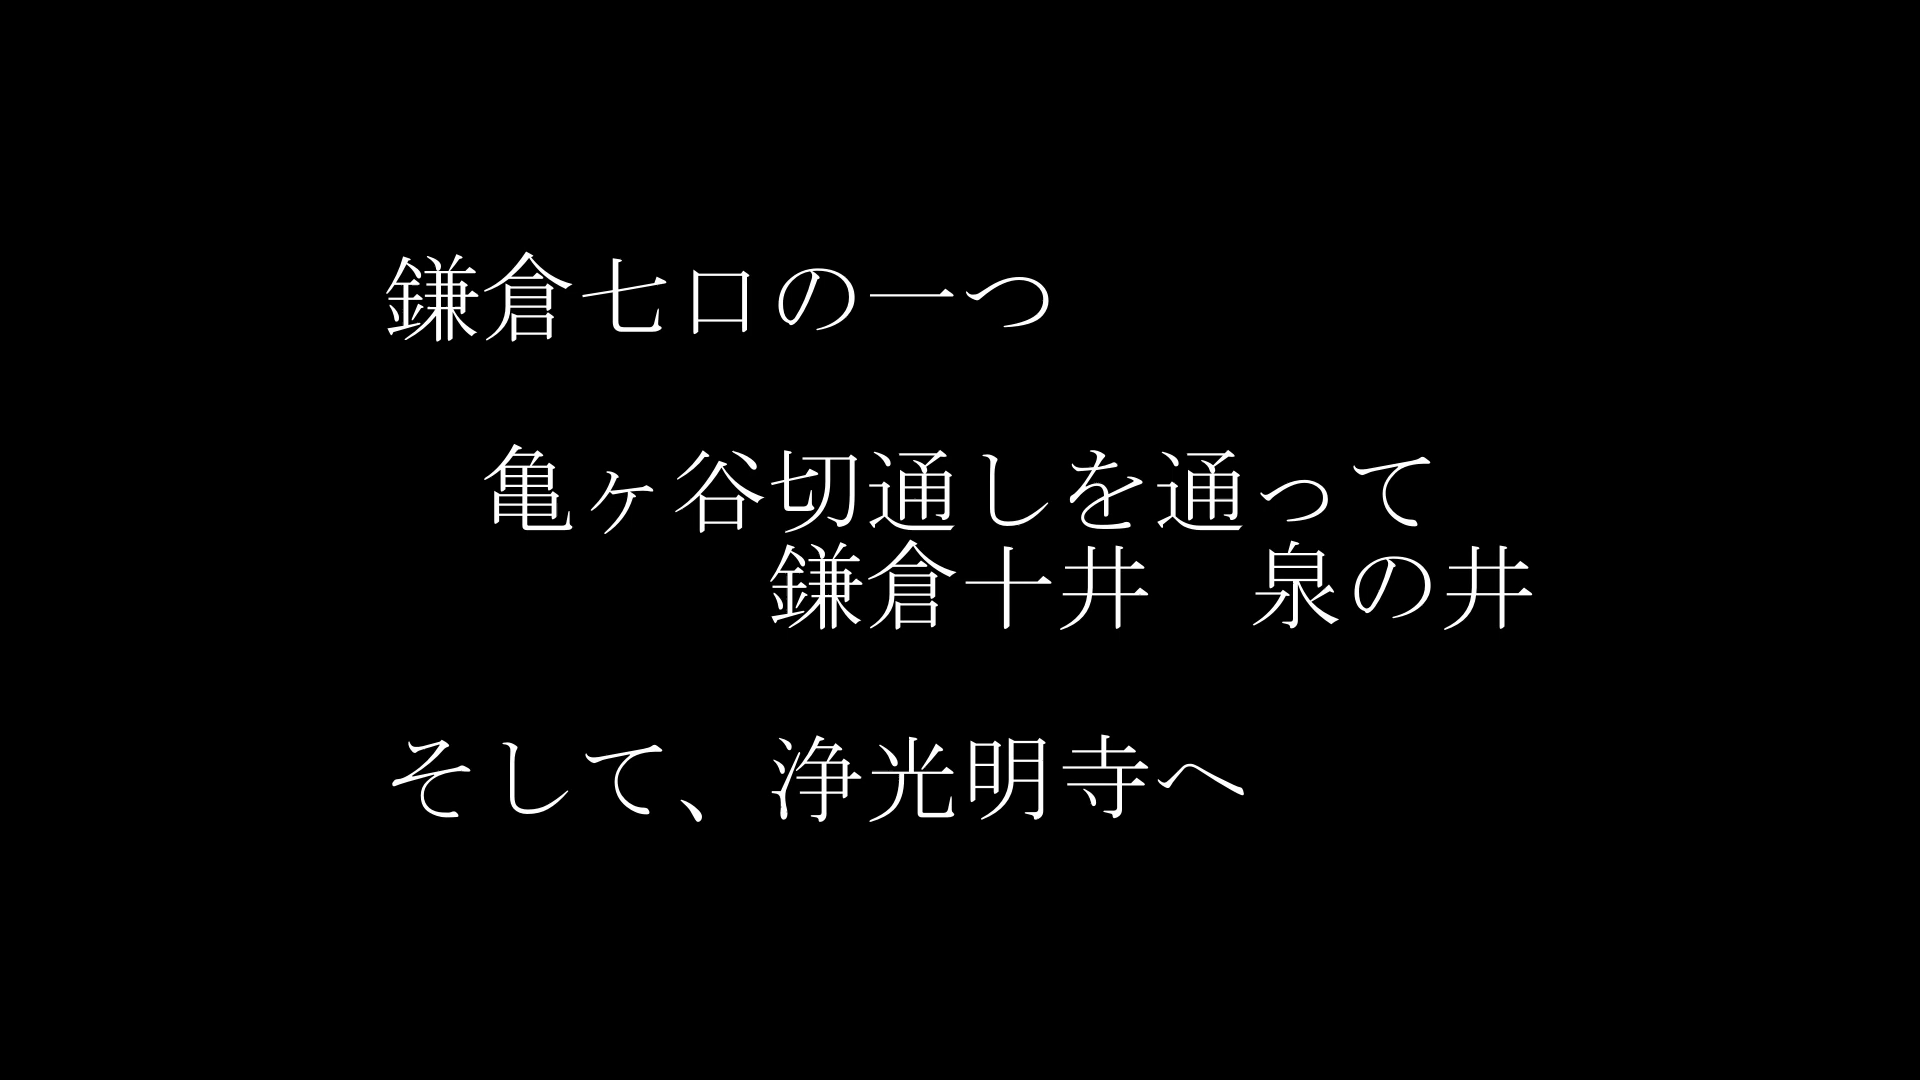 鎌倉七口の一つ
亀ヶ谷切通しを通って
鎌倉十井　泉の井
そして、浄光明寺へ